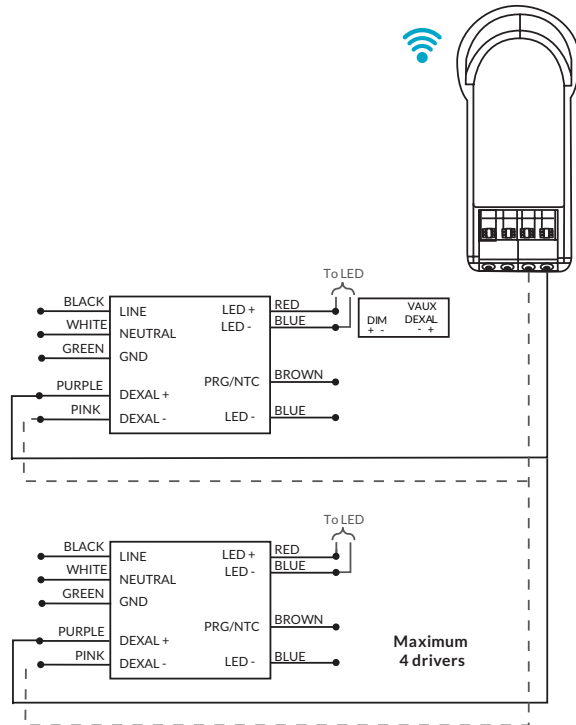 To LED
BLACK
WHITE
GREEN
PURPLE
PINK
LINE
NEUTRAL
GND
DEXAL +
DEXAL -
LED +
LED -
PRG/NTC
LED -
RED
BLUE
BROWN
BLUE
VAUX
DIM DEXAL
+ - - +
To LED
BLACK
WHITE
GREEN
PURPLE
PINK
LINE
NEUTRAL
GND
DEXAL +
DEXAL -
LED +
LED -
PRG/NTC
LED -
RED
BLUE
BROWN
BLUE
Maximum
4 drivers